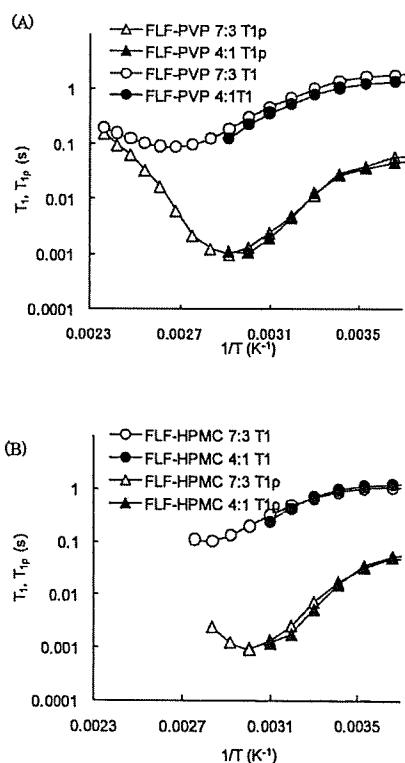 (A)
FLF-PVP 7:3 T1p
FLF-PVP 4:1 T1p
FLF-PVP 7:3 T1
FLF-PVP 4:1T1
10
1
0.1
0.01
0.001
0.0001
T1, T1p (s)
0.0023 0.0027 0.0031 0.0035
1/T (K⁻¹)
(B)
FLF-HPMC 7:3 T1
FLF-HPMC 4:1 T1
FLF-HPMC 7:3 T1p
FLF-HPMC 4:1 T1p
10
1
0.1
0.01
0.001
0.0001
T1, T1p (s)
0.0023 0.0027 0.0031 0.0035
1/T (K⁻¹)